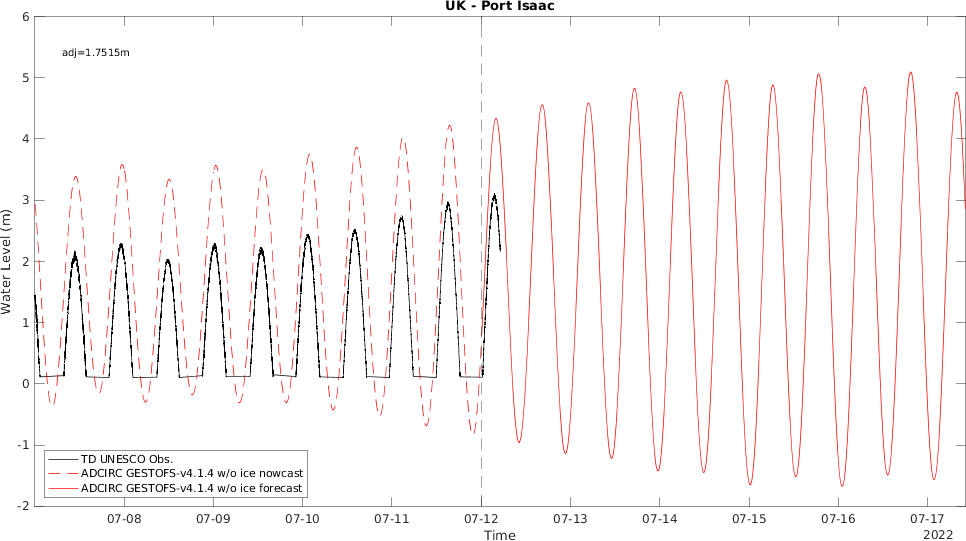 UK - Port Isaac
adj=1.7515m
Water Level (m)
6
5
4
3
2
1
0
-1
-2
TD UNESCO Obs.
ADCIRC GESTOFS-v4.1.4 w/o ice nowcast
ADCIRC GESTOFS-v4.1.4 w/o ice forecast
07-08 07-09 07-10 07-11 07-12 07-13 07-14 07-15 07-16 07-17
Time
2022